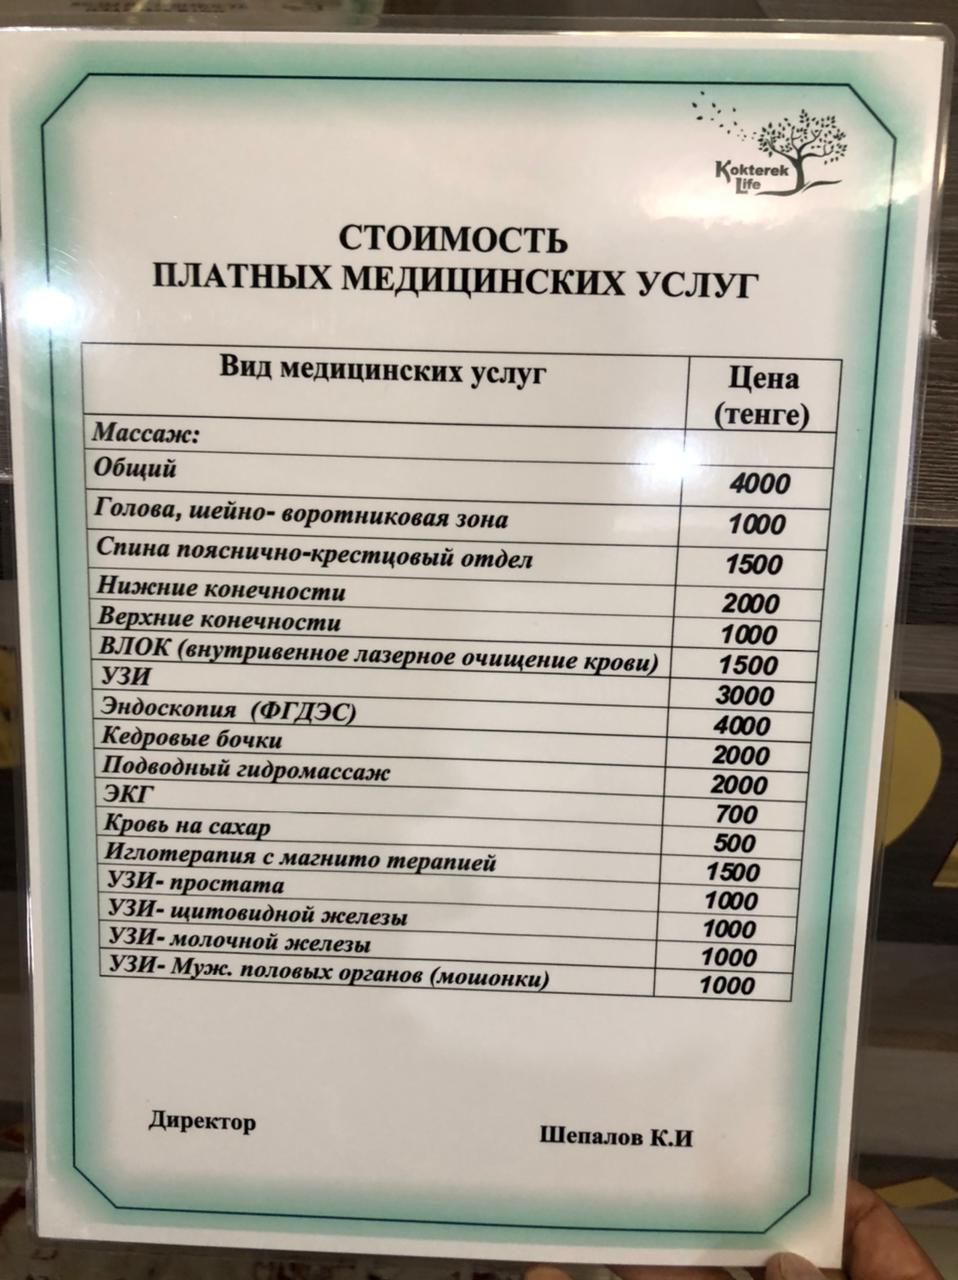 Kokterek
Life
СТОИМОСТЬ
ПЛАТНЫХ МЕДИЦИНСКИХ УСЛУГ
Вид медицинских услуг Цена
(тенге)
Массаж:
Общий 4000
Голова, шейно- воротниковая зона 1000
Спина пояснично-крестцовый отдел 1500
Нижние конечности 2000
Верхние конечности 1000
ВЛОК (внутривенное лазерное очищение крови) 1500
УЗИ 3000
Эндоскопия (ФГДЭС) 4000
Кедровые бочки 2000
Подводный гидромассаж 2000
ЭКГ 700
Кровь на сахар 500
Иглотерапия с магнито терапией 1500
УЗИ- простата 1000
УЗИ- щитовидной железы 1000
УЗИ- молочной железы 1000
УЗИ- Муж. половых органов (мошонки) 1000
Директор Шепалов К.И